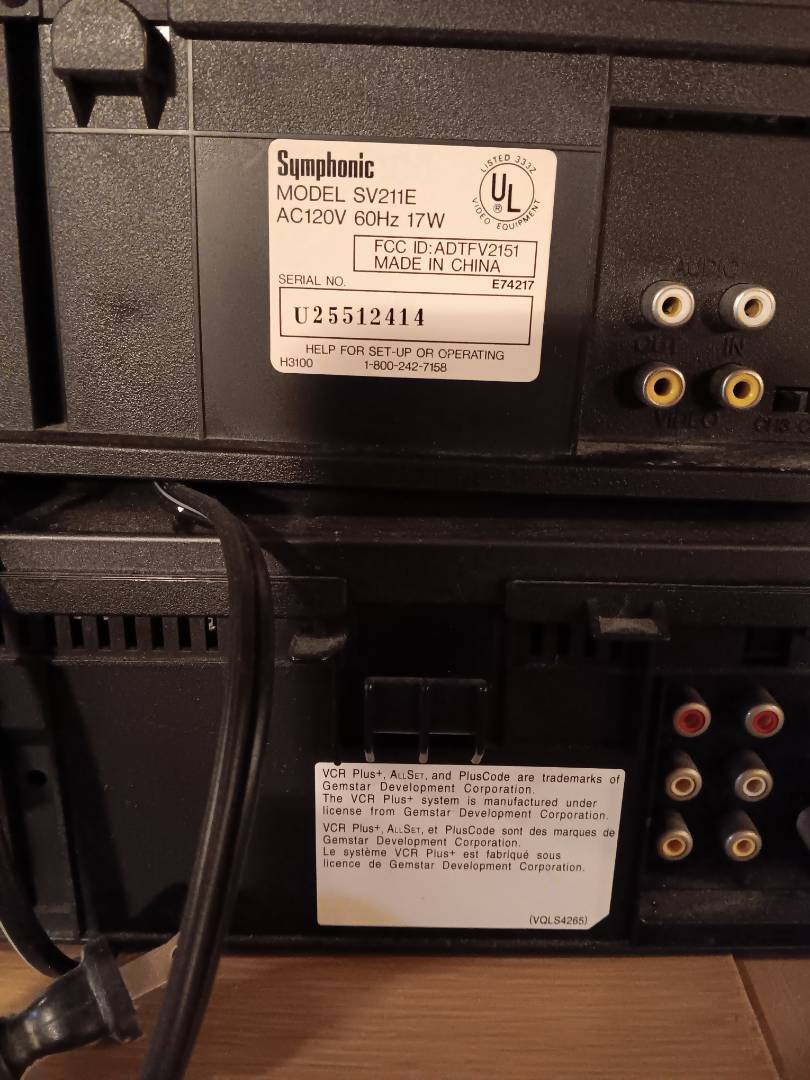 Symphonic
MODEL SV211E
AC120V 60Hz 17W
LISTED 333Z
UL
®
VIDEO EQUIPMENT
FCC ID: ADTFV2151
MADE IN CHINA
SERIAL NO. E74217
U25512414
HELP FOR SET-UP OR OPERATING
H3100 1-800-242-7158
AUDIO
OUT IN
VIDEO CH3
VCR Plus+, ALLSET, and PlusCode are trademarks of
Gemstar Development Corporation.
The VCR Plus+ system is manufactured under
license from Gemstar Development Corporation.
VCR Plus+, ALLSET, et PlusCode sont des marques de
Gemstar Development Corporation.
Le système VCR Plus+ est fabriqué sous
licence de Gemstar Development Corporation.
(VQLS4265)